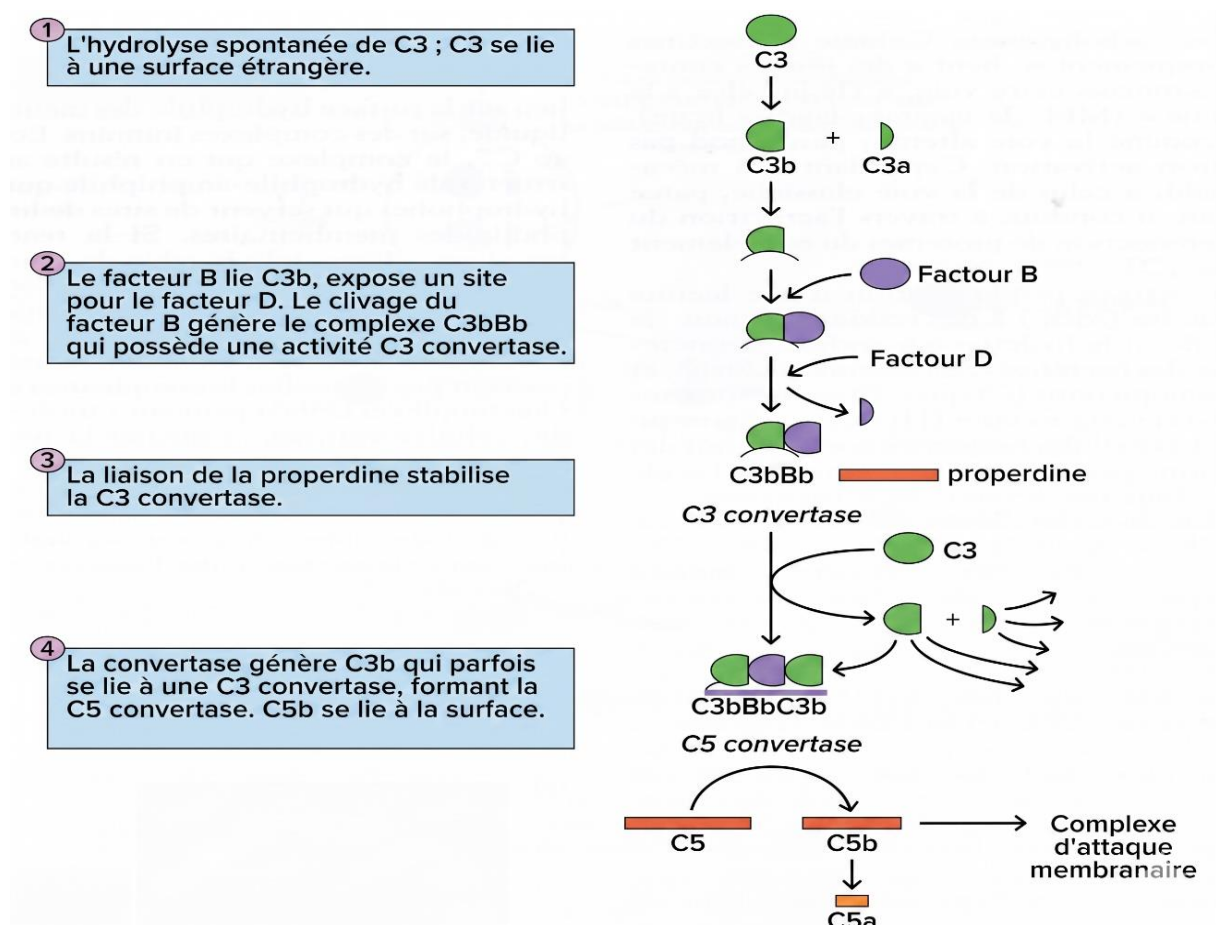 1
L'hydrolyse spontanée de C3 ; C3 se lie
à une surface étrangère.
C3
C3b + C3a
2
Le facteur B lie C3b, expose un site
pour le facteur D. Le clivage du
facteur B génère le complexe C3bBb
qui possède une activité C3 convertase.
Factour B
Factour D
C3bBb
properdine
C3 convertase
3
La liaison de la properdine stabilise
la C3 convertase.
C3
+
4
La convertase génère C3b qui parfois
se lie à une C3 convertase, formant la
C5 convertase. C5b se lie à la surface.
C3bBbC3b
C5 convertase
C5
C5b
Complexe
d'attaque
membranaire
C5a